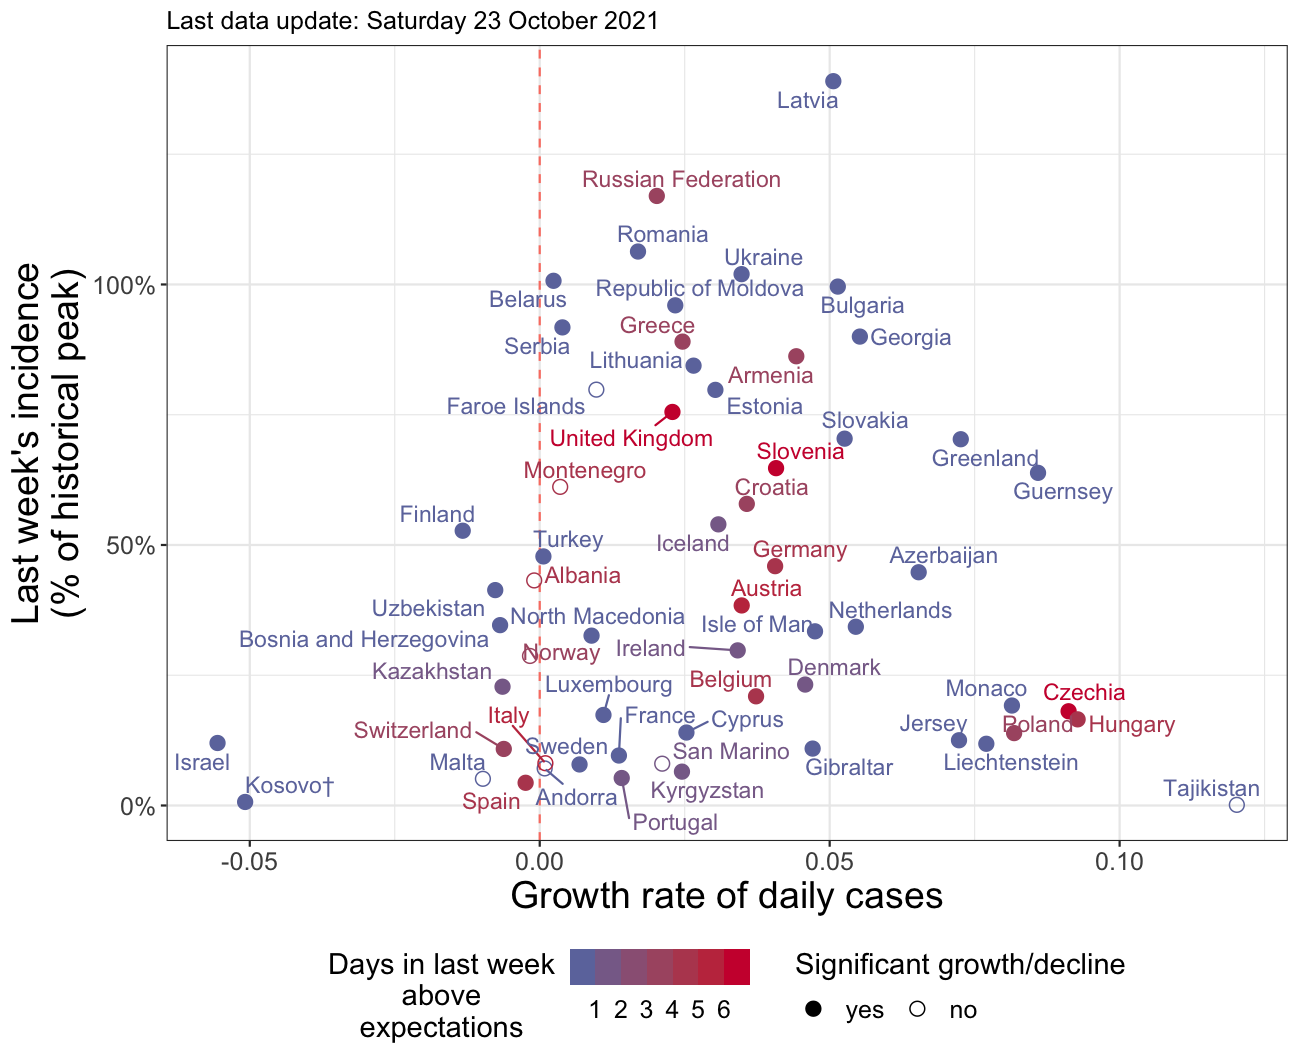 Last data update: Saturday 23 October 2021
Last week's incidence
(% of historical peak)
100%
50%
0%
Latvia
Russian Federation
Romania
Ukraine
Republic of Moldova
Belarus
Bulgaria
Greece
Georgia
Serbia
Lithuania
Armenia
Faroe Islands
Estonia
Slovakia
United Kingdom
Slovenia
Greenland
Montenegro
Croatia
Guernsey
Finland
Turkey
Iceland
Germany
Azerbaijan
Albania
Austria
Uzbekistan
North Macedonia
Isle of Man
Netherlands
Bosnia and Herzegovina
Norway
Ireland
Kazakhstan
Denmark
Luxembourg
Belgium
Monaco
Czechia
Italy
France
Cyprus
Jersey
Poland
Hungary
Switzerland
Sweden
San Marino
Israel
Malta
Gibraltar
Liechtenstein
Kosovo†
Spain
Andorra
Kyrgyzstan
Tajikistan
Portugal
-0.05
0.00
0.05
0.10
Growth rate of daily cases
Days in last week
above
expectations
1 2 3 4 5 6
Significant growth/decline
yes
no